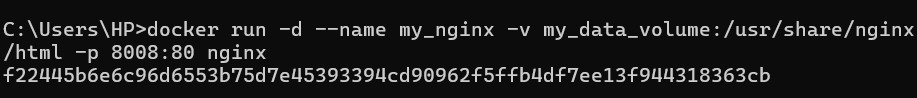 C:\Users\HP>docker run -d --name my_nginx -v my_data_volume:/usr/share/nginx
/html -p 8008:80 nginx
f22445b6e6c96d6553b75d7e45393394cd90962f5ffb4df7ee13f944318363cb